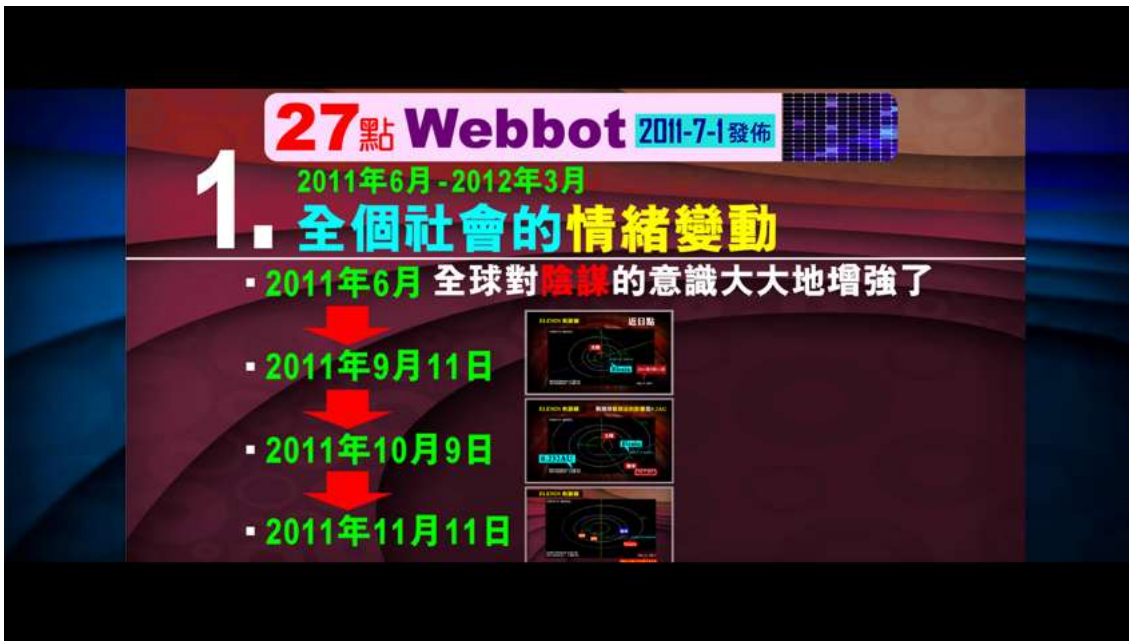 27點 Webbot 2011-7-1發佈
1.
2011年6月-2012年3月
全個社會的情緒變動
▪ 2011年6月 全球對陰謀的意識大大地增強了
▪ 2011年9月11日
近日點
▪ 2011年10月9日
▪ 2011年11月11日